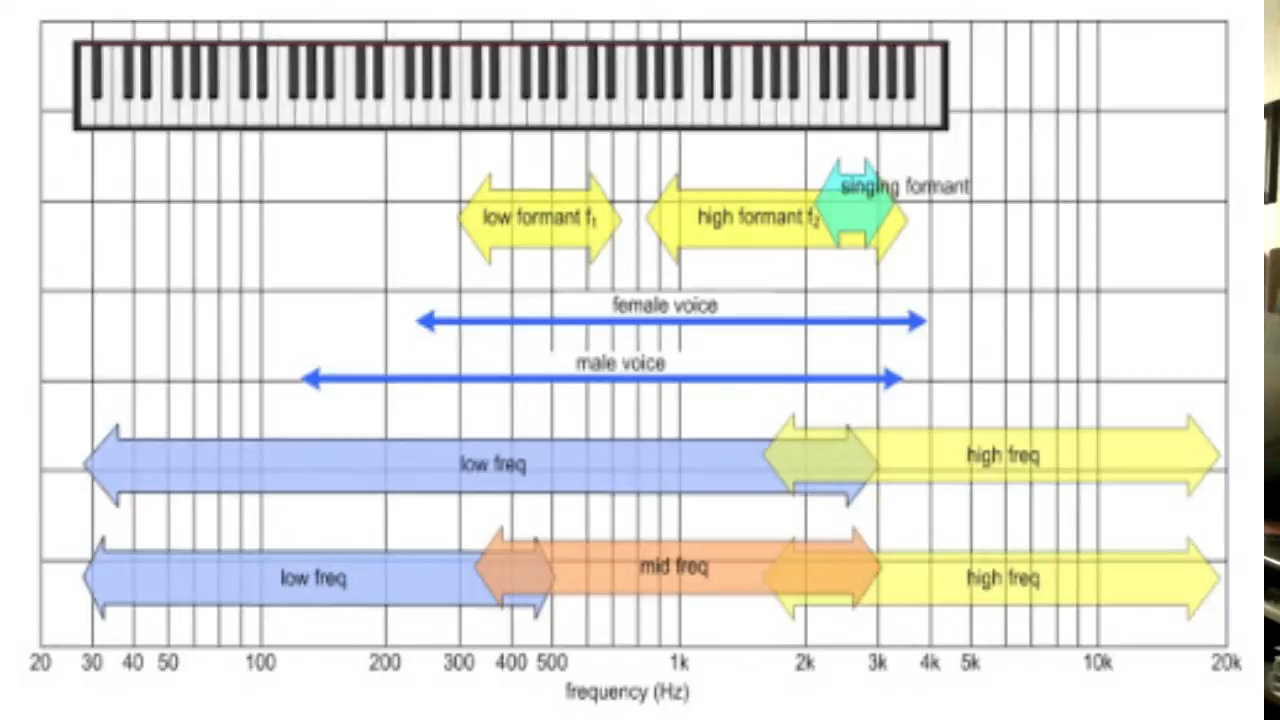 singing formant
low formant f₁
high formant f₂
female voice
male voice
low freq
high freq
low freq
mid freq
high freq
20 30 40 50 100 200 300 400 500 1k 2k 3k 4k 5k 10k 20k
frequency (Hz)